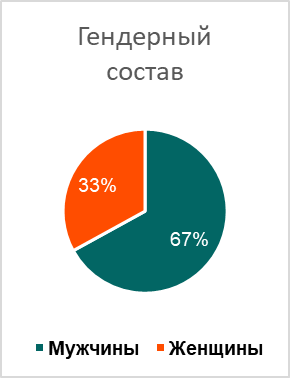 Гендерный
состав
33%
67%
Мужчины Женщины